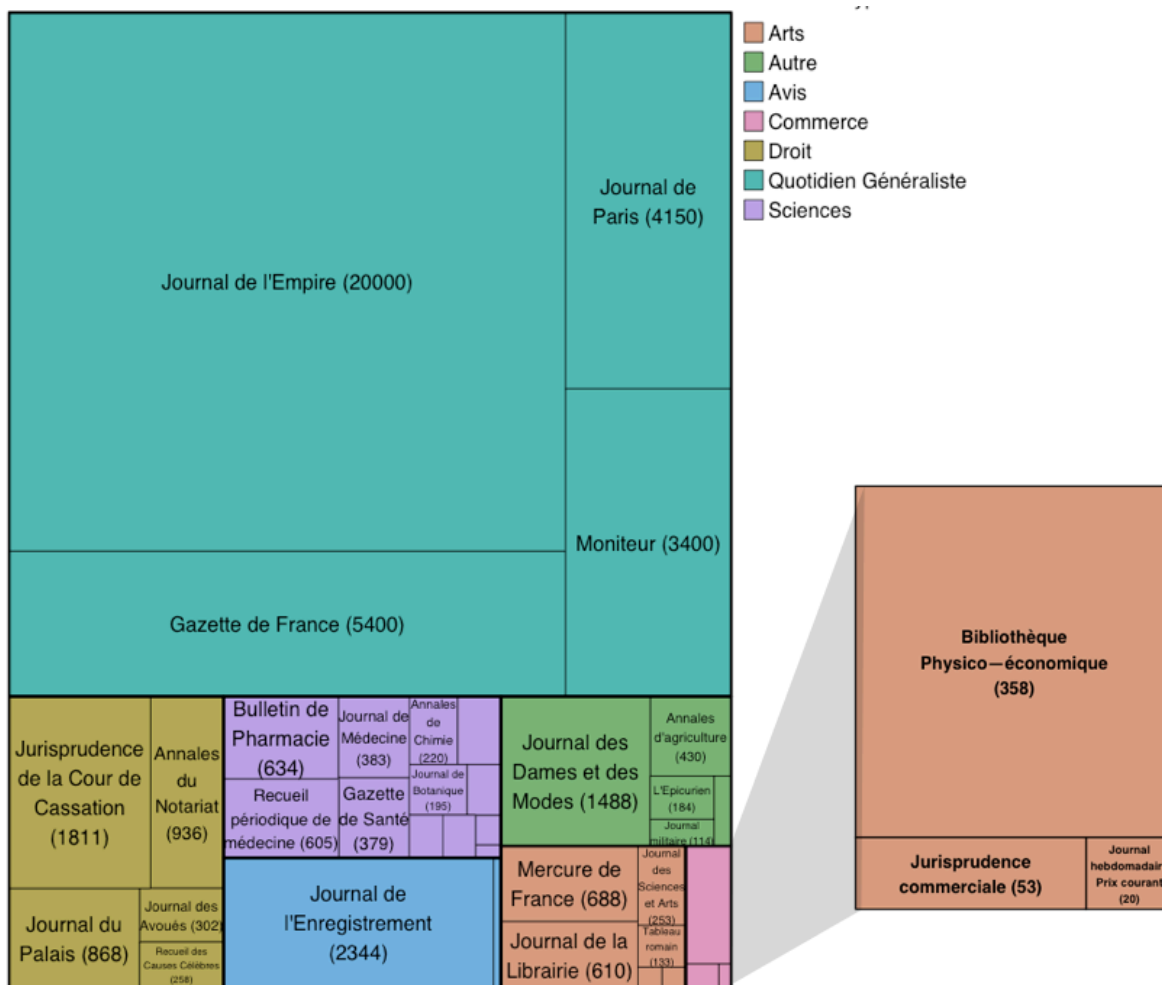 Arts
Autre
Avis
Commerce
Droit
Quotidien Généraliste
Sciences
Journal de
Paris (4150)
Journal de l'Empire (20000)
Moniteur (3400)
Gazette de France (5400)
Jurisprudence
de la Cour de
Cassation
(1811)
Annales
du
Notariat
(936)
Journal du
Palais (868)
Journal des
Avoués (302)
Recueil des
Causes Célèbres
(258)
Bulletin de
Pharmacie
(634)
Journal de
Médecine
(383)
Annales
de
Chimie
(220)
Recueil
périodique de
médecine (605)
Gazette
de Santé
(379)
Journal de
Botanique
(195)
Journal de
l'Enregistrement
(2344)
Journal des
Dames et des
Modes (1488)
Annales
d'agriculture
(430)
L'Epicurien
(184)
Journal
militaire (114)
Mercure de
France (688)
Journal
des
Sciences
et Arts
(253)
Journal de la
Librairie (610)
Tableau
romain
(133)
Bibliothèque
Physico—économique
(358)
Jurisprudence
commerciale (53)
Journal
hebdomadair
Prix courant
(20)